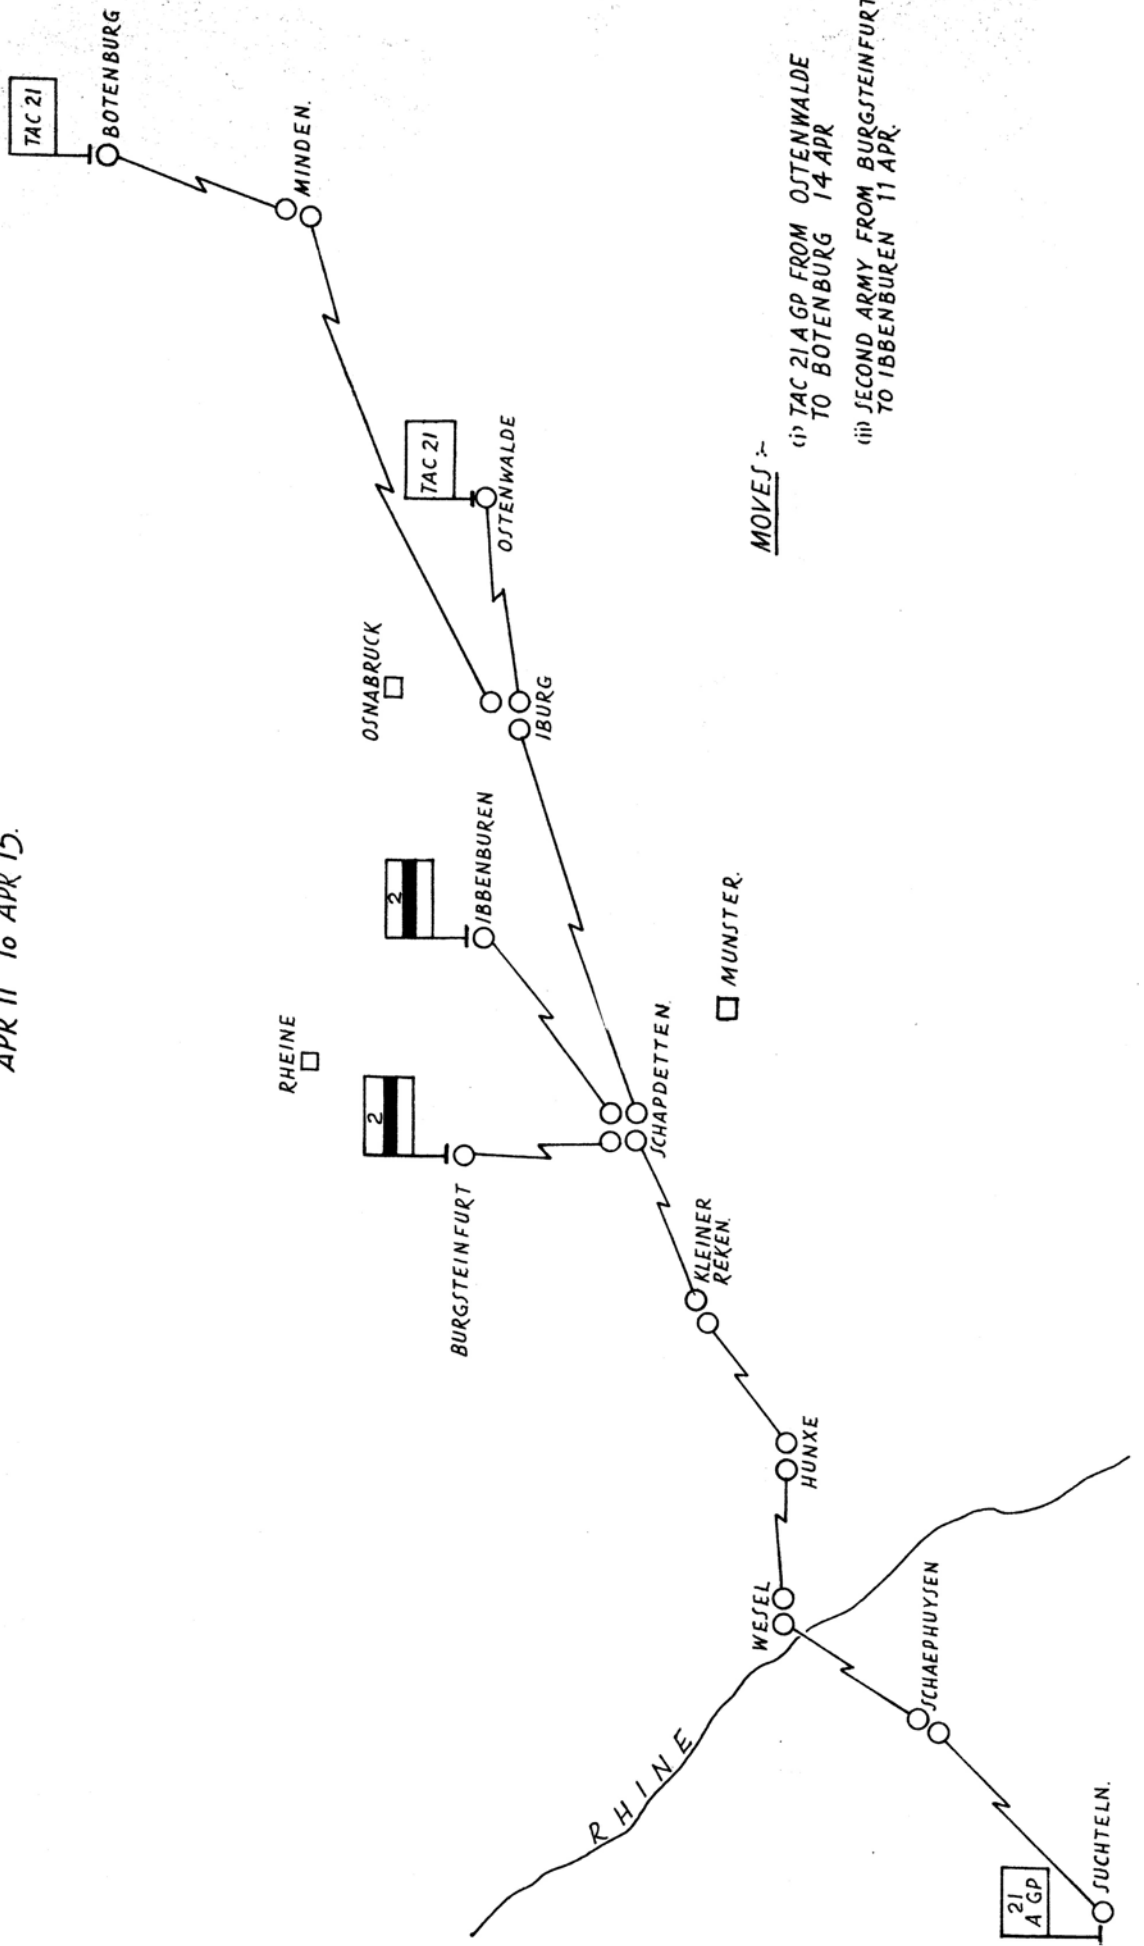 APR 11 TO APR 15.
TAC 21
BOTENBURG
MINDEN.
TAC 21
OSTENWALDE
OSNABRUCK
IBURG
2
IBBENBUREN
RHEINE
2
BURGSTEINFURT
SCHAPDETTEN.
MUNSTER.
KLEINER
REKEN.
HUNXE
WESEL
RHINE
SCHAEPHUYSEN
21
A GP
SUCHTELN.
MOVES :-
(i) TAC 21 A GP FROM OSTENWALDE
TO BOTENBURG 14 APR
(ii) SECOND ARMY FROM BURGSTEINFURT
TO IBBENBUREN 11 APR.